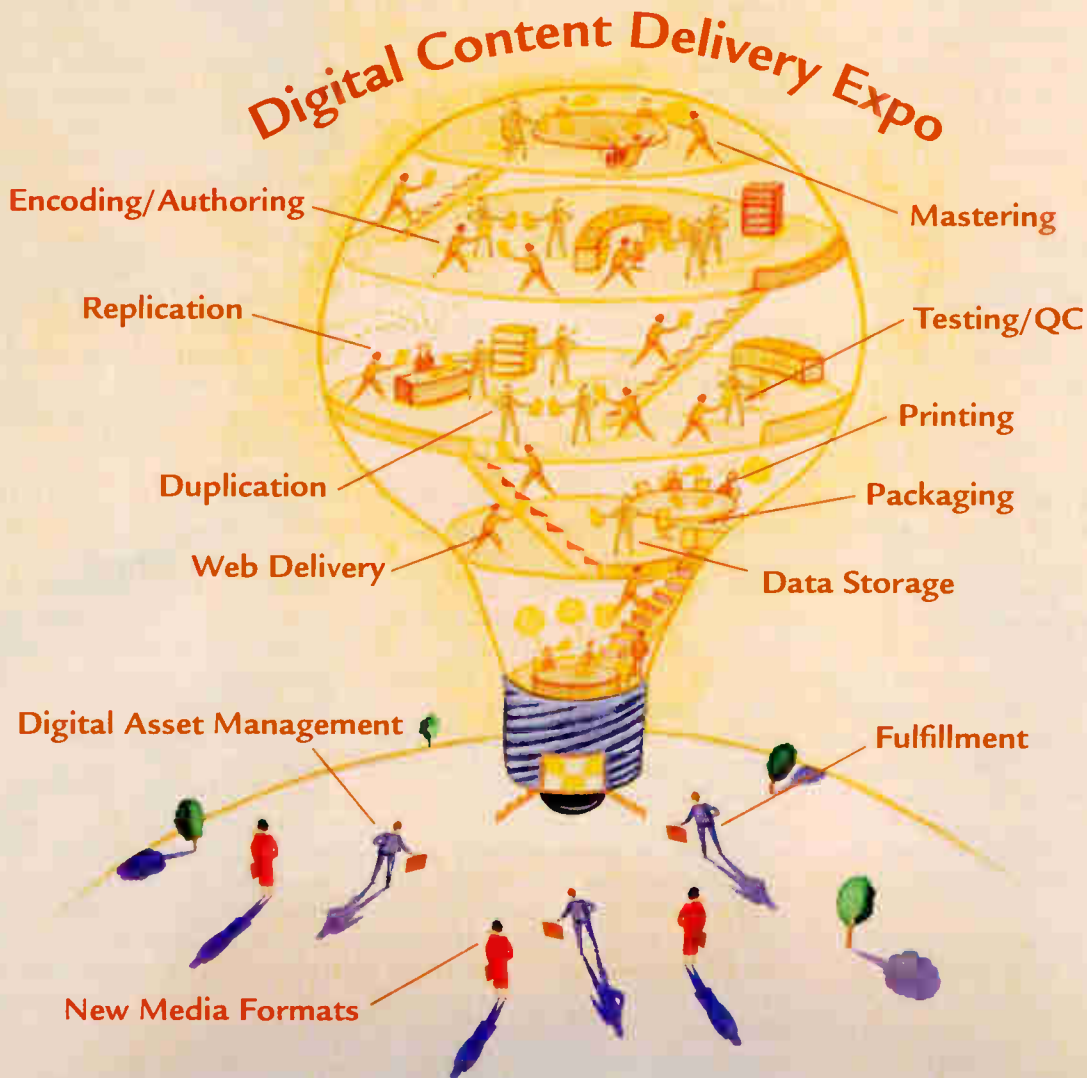 Digital Content Delivery Expo
Encoding/Authoring
Mastering
Replication
Testing/QC
Printing
Duplication
Packaging
Web Delivery
Data Storage
Digital Asset Management
Fulfillment
New Media Formats